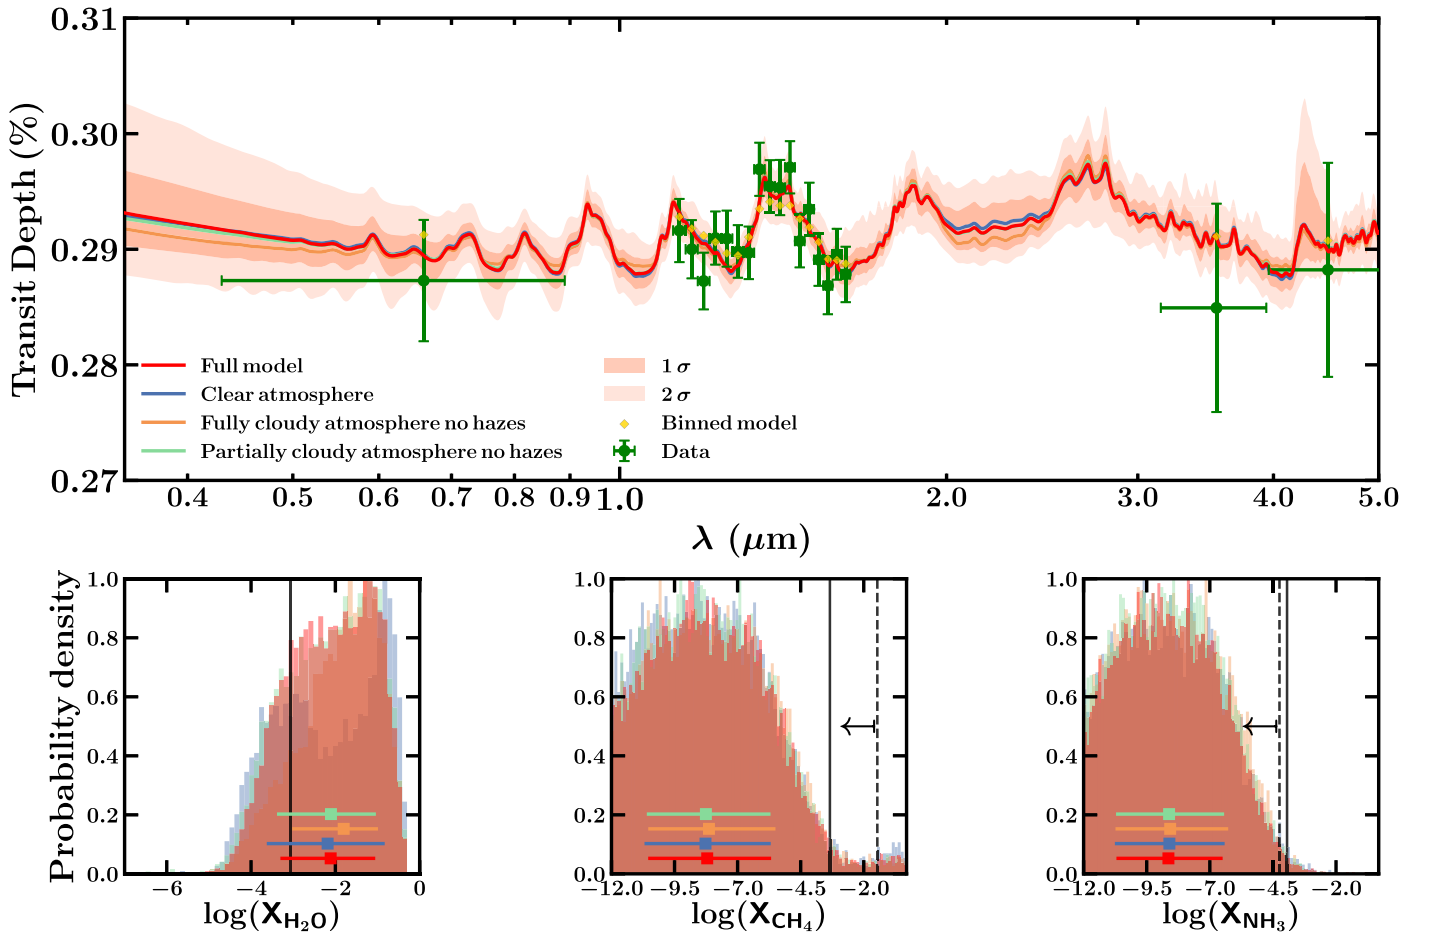 0.31
0.30
0.29
0.28
0.27
Transit Depth (%)
Full model
Clear atmosphere
Fully cloudy atmosphere no hazes
Partially cloudy atmosphere no hazes
1 σ
2 σ
Binned model
Data
0.4 0.5 0.6 0.7 0.8 0.9 1.0 2.0 3.0 4.0 5.0
λ (μm)
Probability density
1.0
0.8
0.6
0.4
0.2
0.0
−6 −4 −2 0
log(X_H₂O)
1.0
0.8
0.6
0.4
0.2
0.0
−12.0 −9.5 −7.0 −4.5 −2.0
log(X_CH₄)
1.0
0.8
0.6
0.4
0.2
0.0
−12.0 −9.5 −7.0 −4.5 −2.0
log(X_NH₃)